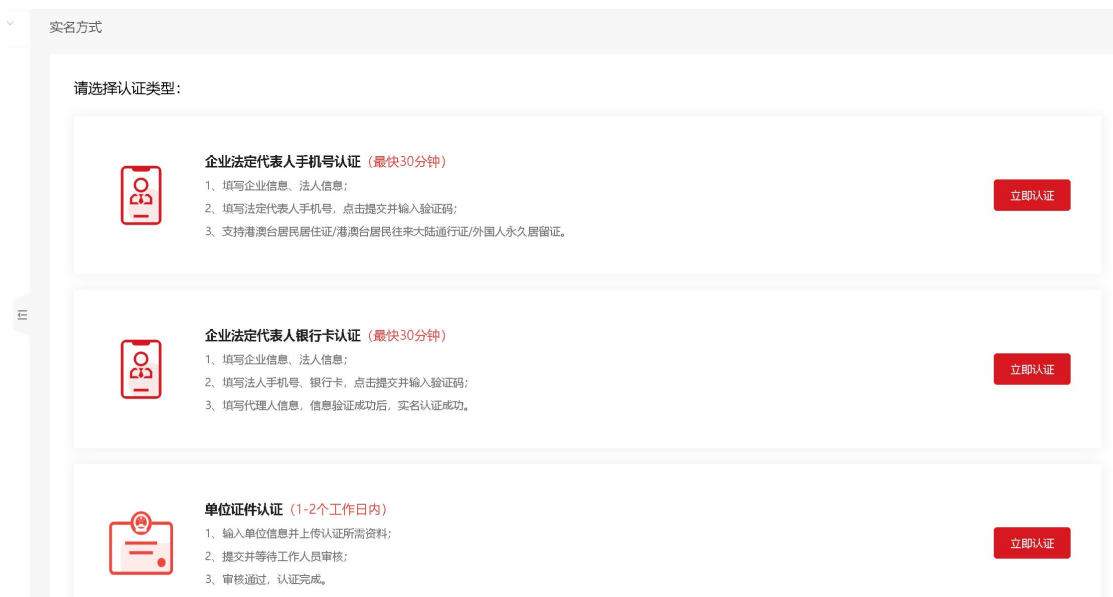 实名方式
请选择认证类型：
企业法定代表人手机号认证（最快30分钟）
1、填写企业信息、法人信息；
2、填写法定代表人手机号，点击提交并输入验证码；
3、支持港澳台居民居住证/港澳台居民往来大陆通行证/外国人永久居留证。
立即认证
企业法定代表人银行卡认证（最快30分钟）
1、填写企业信息、法人信息；
2、填写法人手机号、银行卡，点击提交并输入验证码；
3、填写代理人信息，信息验证成功后，实名认证成功。
立即认证
单位证件认证（1-2个工作日内）
1、输入单位信息并上传认证所需资料；
2、提交并等待工作人员审核；
3、审核通过，认证完成。
立即认证